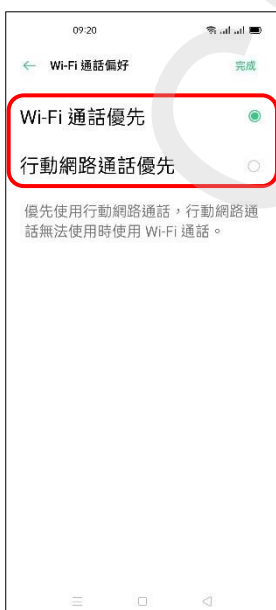 09:20
Wi-Fi 通話偏好
完成
Wi-Fi 通話優先
行動網路通話優先
優先使用行動網路通話，行動網路通
話無法使用時使用 Wi-Fi 通話。